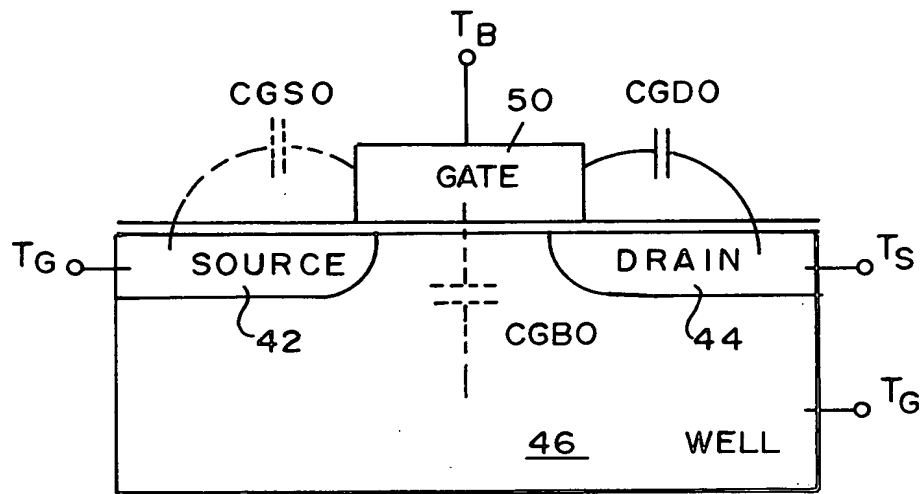 T_B
CGSO 50 CGDO
GATE
T_G SOURCE DRAIN T_S
42 CGBO 44
T_G
46 WELL